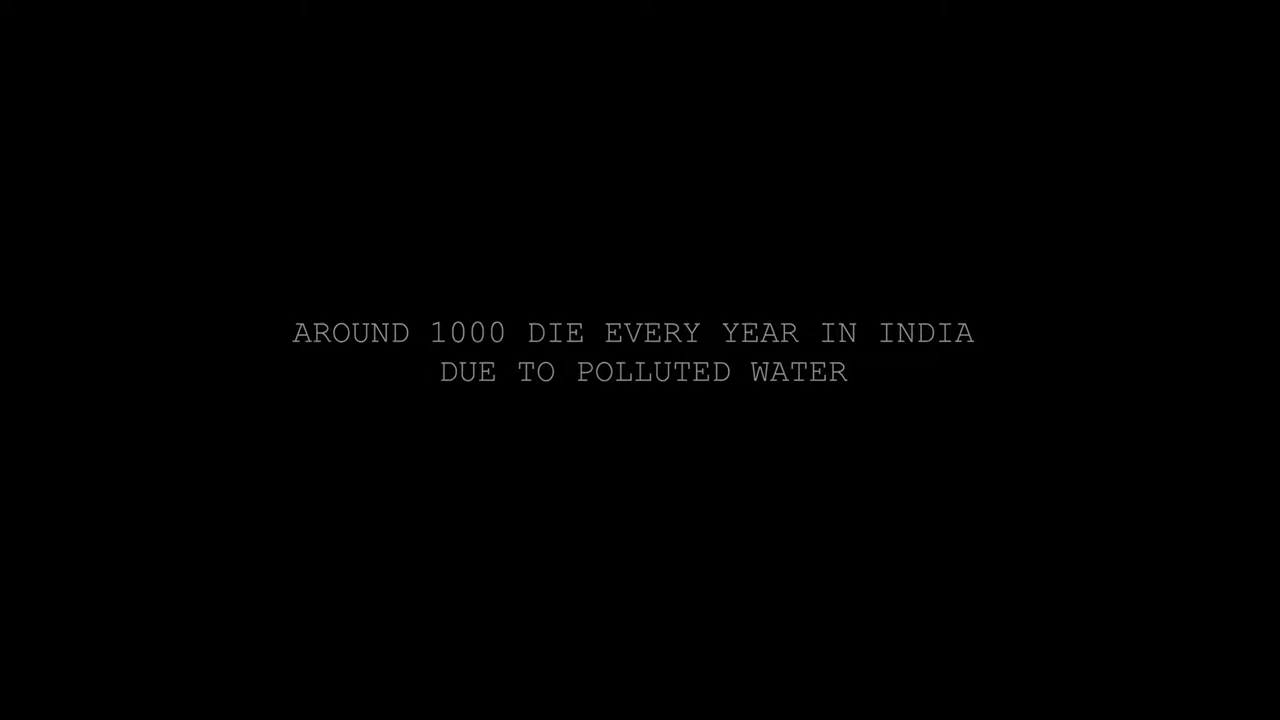 AROUND 1000 DIE EVERY YEAR IN INDIA
DUE TO POLLUTED WATER